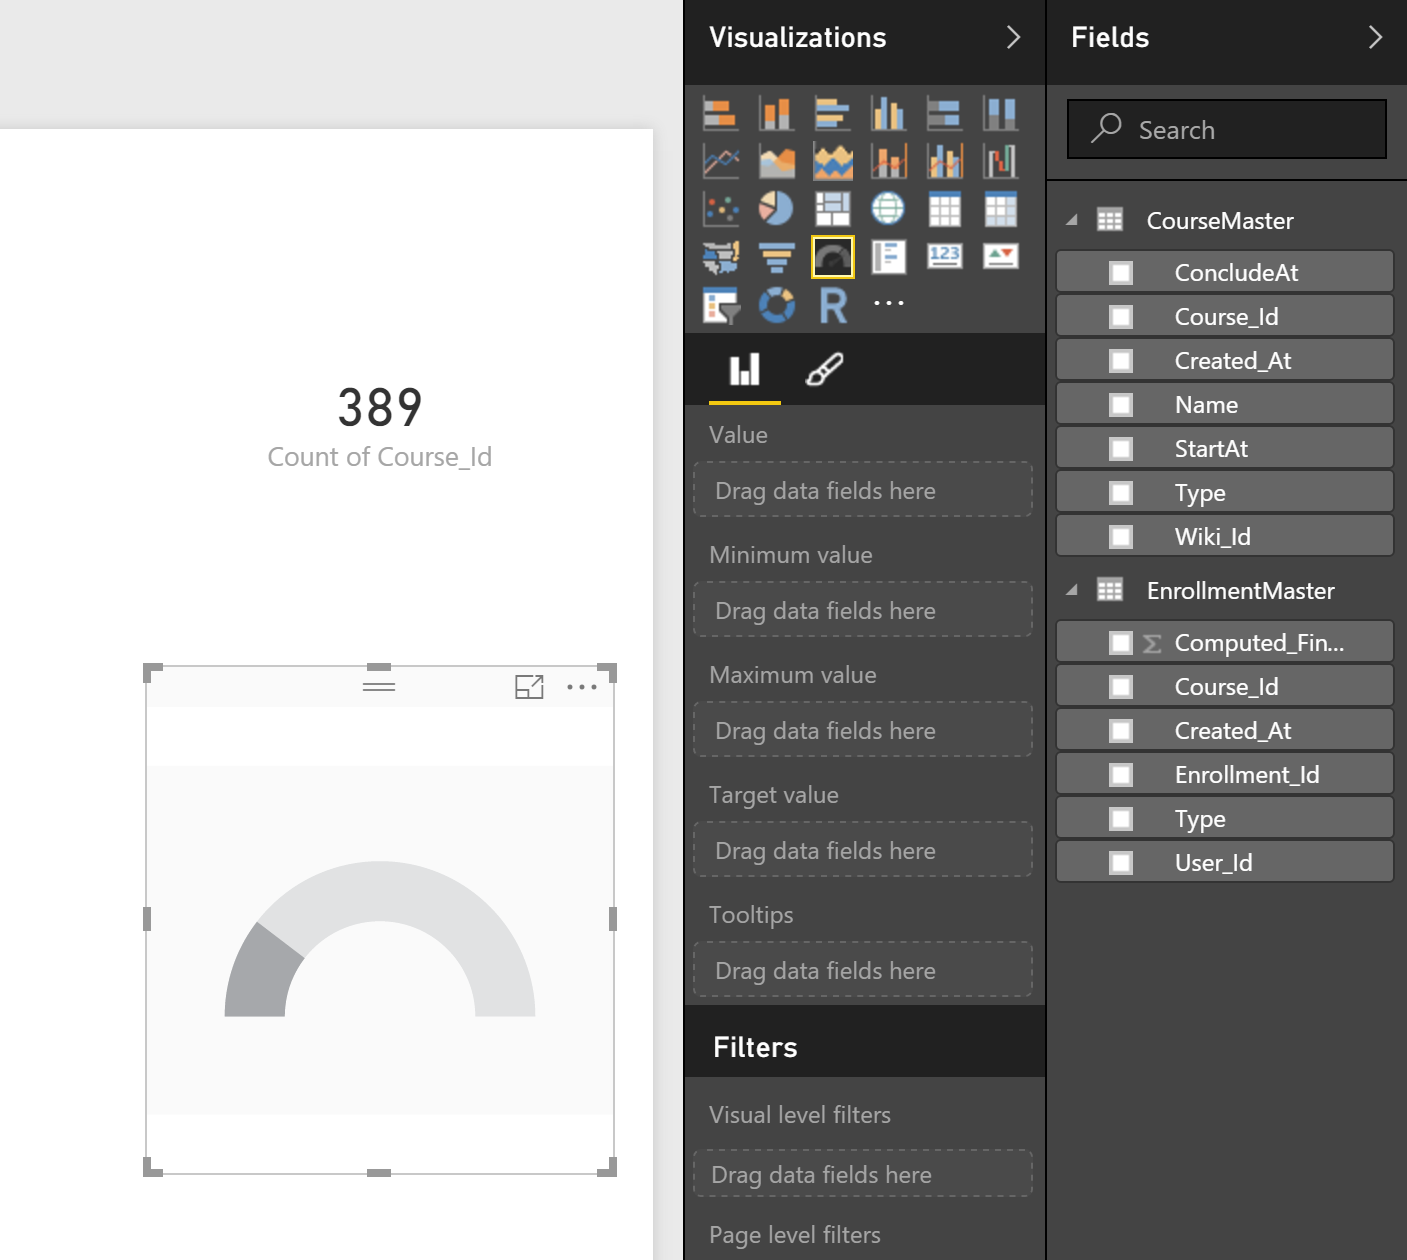 389
Count of Course_Id
Visualizations
123
R
Value
Drag data fields here
Minimum value
Drag data fields here
Maximum value
Drag data fields here
Target value
Drag data fields here
Tooltips
Drag data fields here
Filters
Visual level filters
Drag data fields here
Page level filters
Fields
Search
CourseMaster
ConcludeAt
Course_Id
Created_At
Name
StartAt
Type
Wiki_Id
EnrollmentMaster
Σ Computed_Fin...
Course_Id
Created_At
Enrollment_Id
Type
User_Id